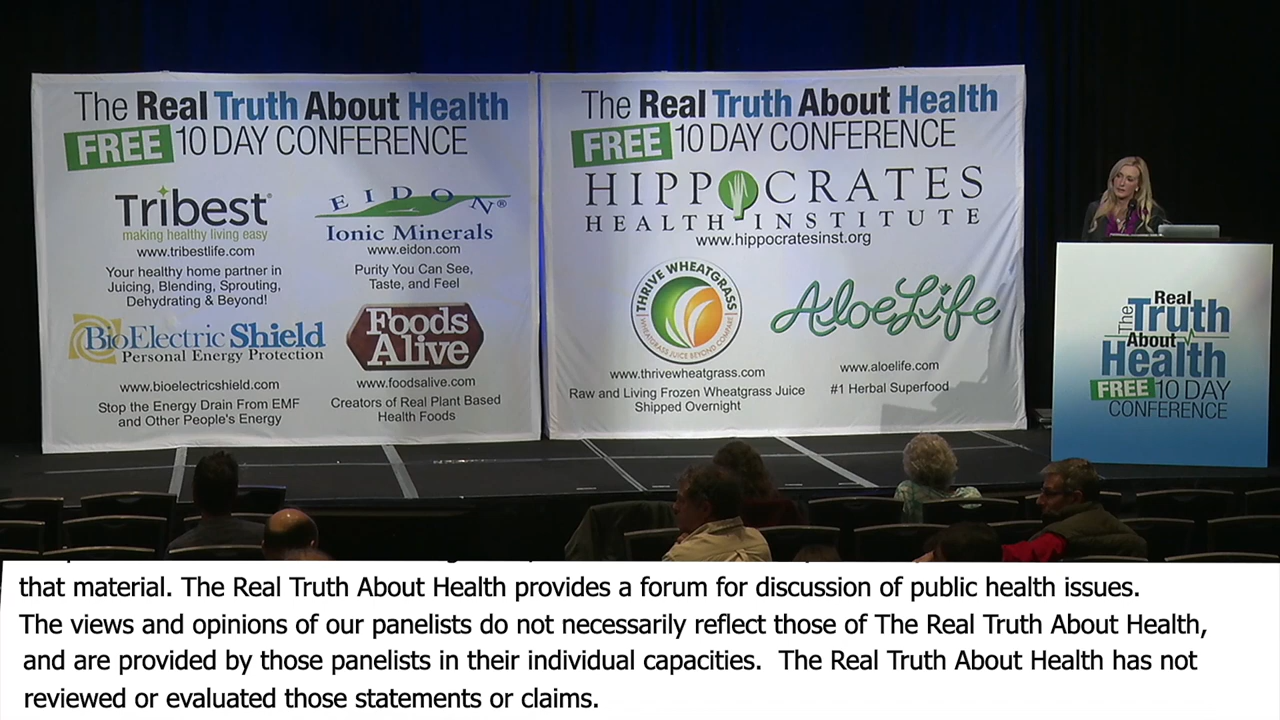 The Real Truth About Health
FREE 10 DAY CONFERENCE
Tribest®
making healthy living easy
www.tribestlife.com
Your healthy home partner in
Juicing, Blending, Sprouting,
Dehydrating & Beyond!
EIDON®
Ionic Minerals
www.eidon.com
Purity You Can See,
Taste, and Feel
BioElectric Shield
Personal Energy Protection
www.bioelectricshield.com
Stop the Energy Drain From EMF
and Other People's Energy
Foods
Alive
www.foodsalive.com
Creators of Real Plant Based
Health Foods
The Real Truth About Health
FREE 10 DAY CONFERENCE
HIPPOCRATES
HEALTH INSTITUTE
www.hippocratesinst.org
THRIVE WHEATGRASS
WHEATGRASS JUICE BEYOND COMPARE
www.thrivewheatgrass.com
Raw and Living Frozen Wheatgrass Juice
Shipped Overnight
AloeLife
www.aloelife.com
#1 Herbal Superfood
The Real
Truth
About
Health
FREE 10 DAY
CONFERENCE
that material. The Real Truth About Health provides a forum for discussion of public health issues.
The views and opinions of our panelists do not necessarily reflect those of The Real Truth About Health,
and are provided by those panelists in their individual capacities. The Real Truth About Health has not
reviewed or evaluated those statements or claims.